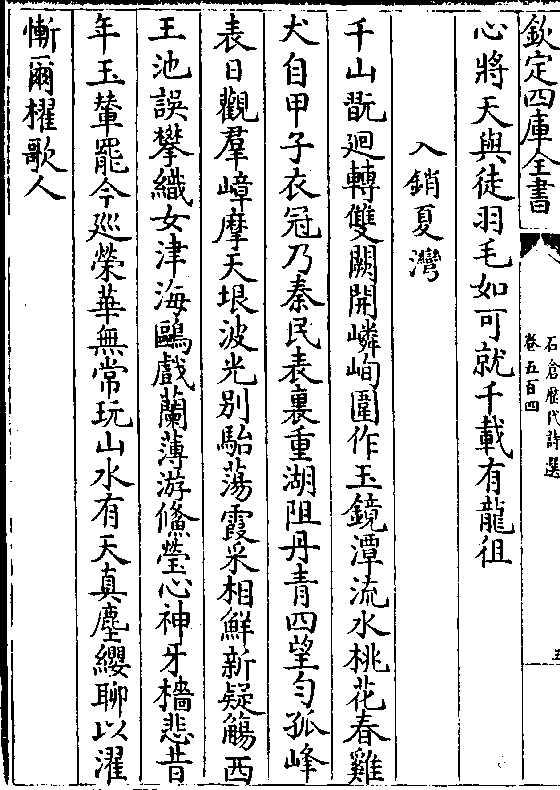 欽定四庫全書
石倉歷代詩選
卷五百四
五
心將天與徒羽毛如可就千載有龍徂
入銷夏灣
千山翫廻轉雙闕開嶙峋圍作玉鏡潭流水桃花春雞
犬自甲子衣冠乃秦民表裏重湖阻丹青四望勻孤峰
表日觀羣嶂摩天垠波光別駘蕩霞采相鮮新疑觴西
王池誤攀織女津海鷗戲蘭薄游鯈瑩心神牙檣悲昔
年玉輦罷今廵榮華無常玩山水有天真塵纓聊以濯
慚爾櫂歌人